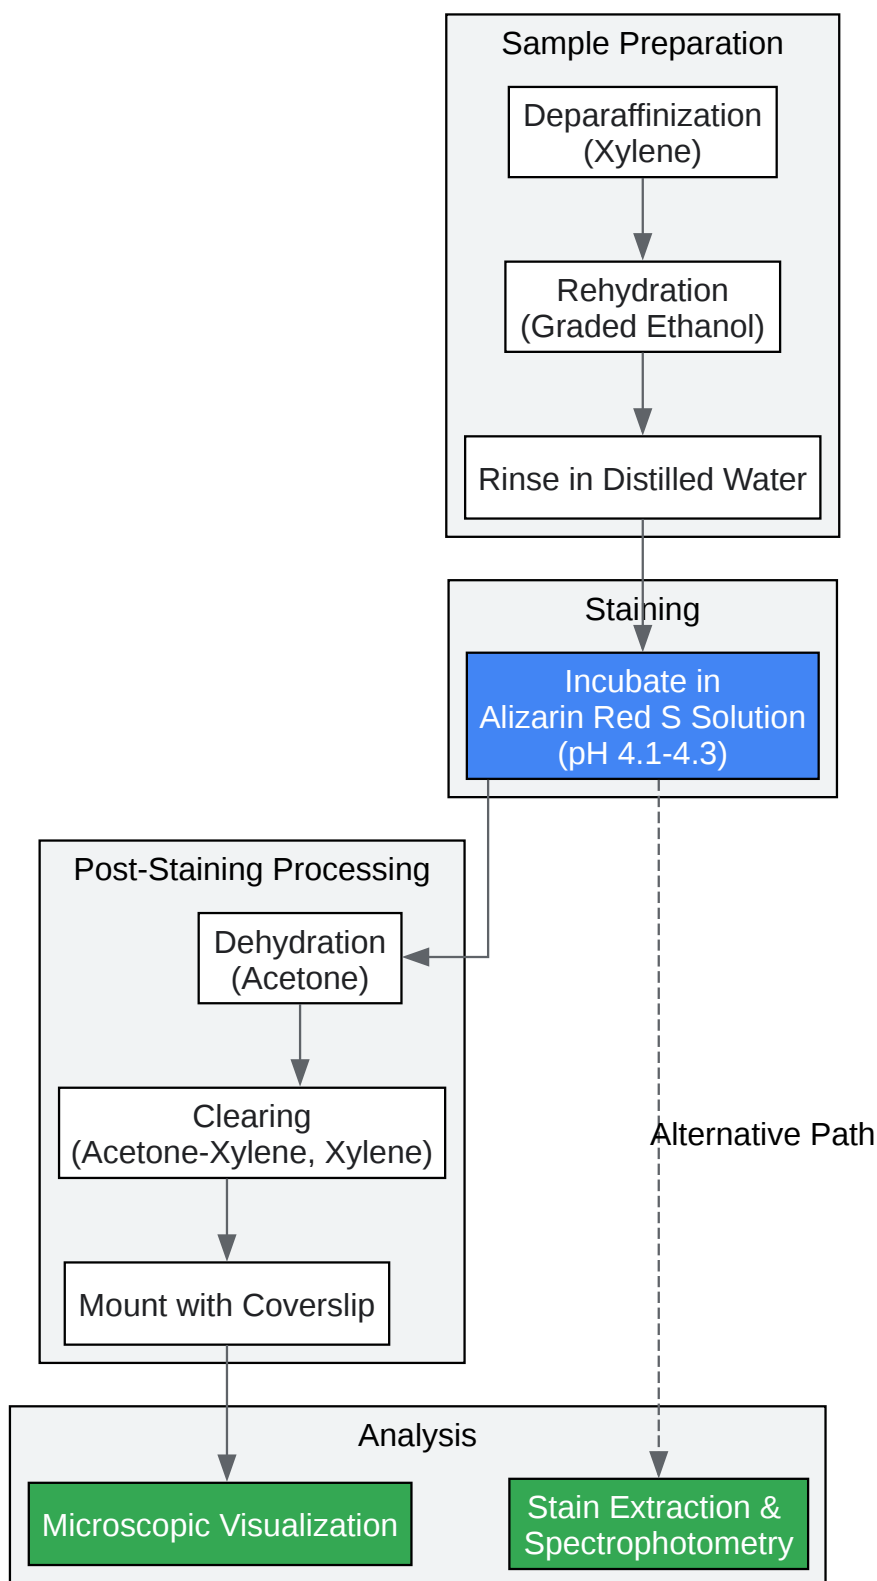 Sample Preparation
Deparaffinization
(Xylene)
Rehydration
(Graded Ethanol)
Rinse in Distilled Water
Staining
Incubate in
Alizarin Red S Solution
(pH 4.1-4.3)
Post-Staining Processing
Dehydration
(Acetone)
Clearing
(Acetone-Xylene, Xylene)
Alternative Path
Mount with Coverslip
Analysis
Microscopic Visualization
Stain Extraction &
Spectrophotometry